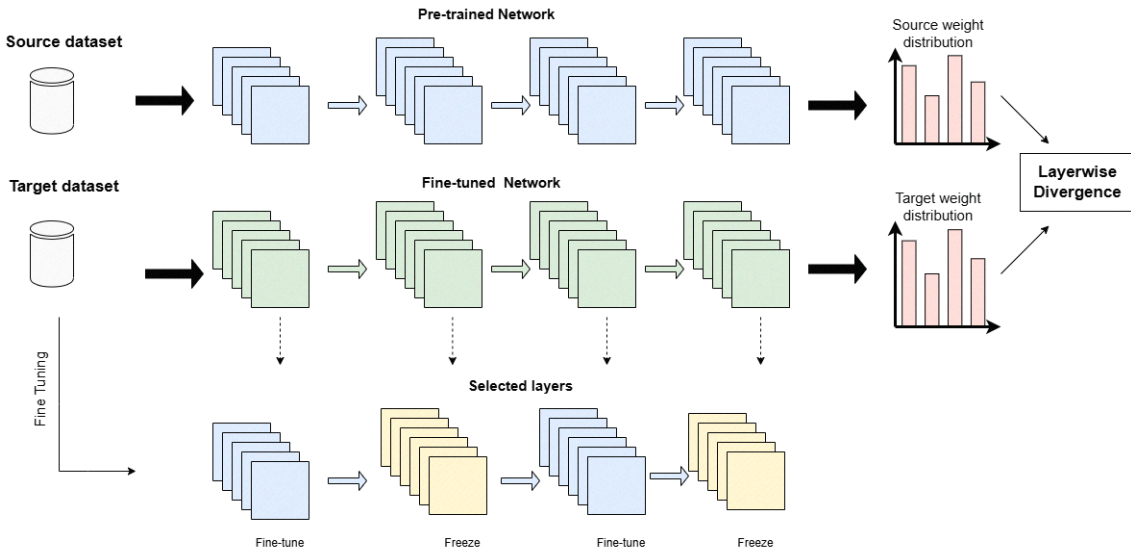 Pre-trained Network
Source dataset
Source weight
distribution
Layerwise
Divergence
Target dataset
Fine-tuned Network
Target weight
distribution
Fine Tuning
Selected layers
Fine-tune
Freeze
Fine-tune
Freeze